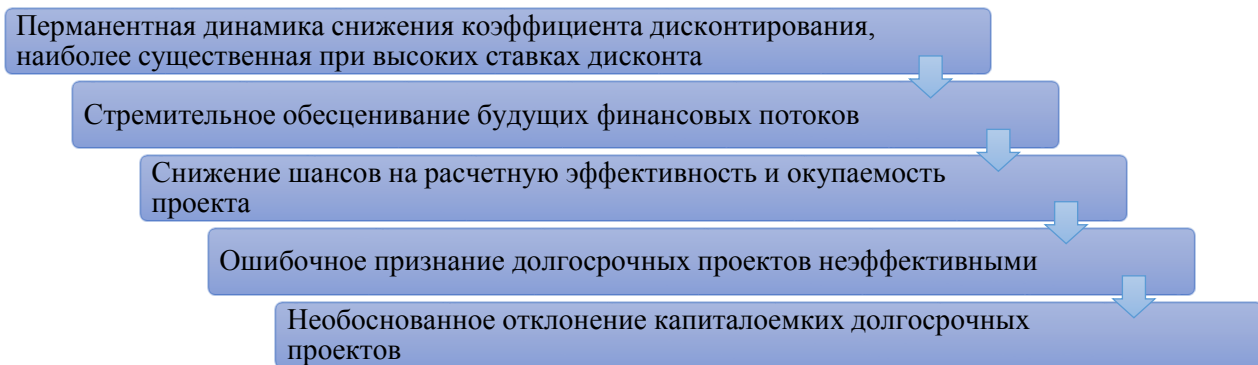 Перманентная динамика снижения коэффициента дисконтирования,
наиболее существенная при высоких ставках дисконта
Стремительное обесценивание будущих финансовых потоков
Снижение шансов на расчетную эффективность и окупаемость
проекта
Ошибочное признание долгосрочных проектов неэффективными
Необоснованное отклонение капиталоемких долгосрочных
проектов